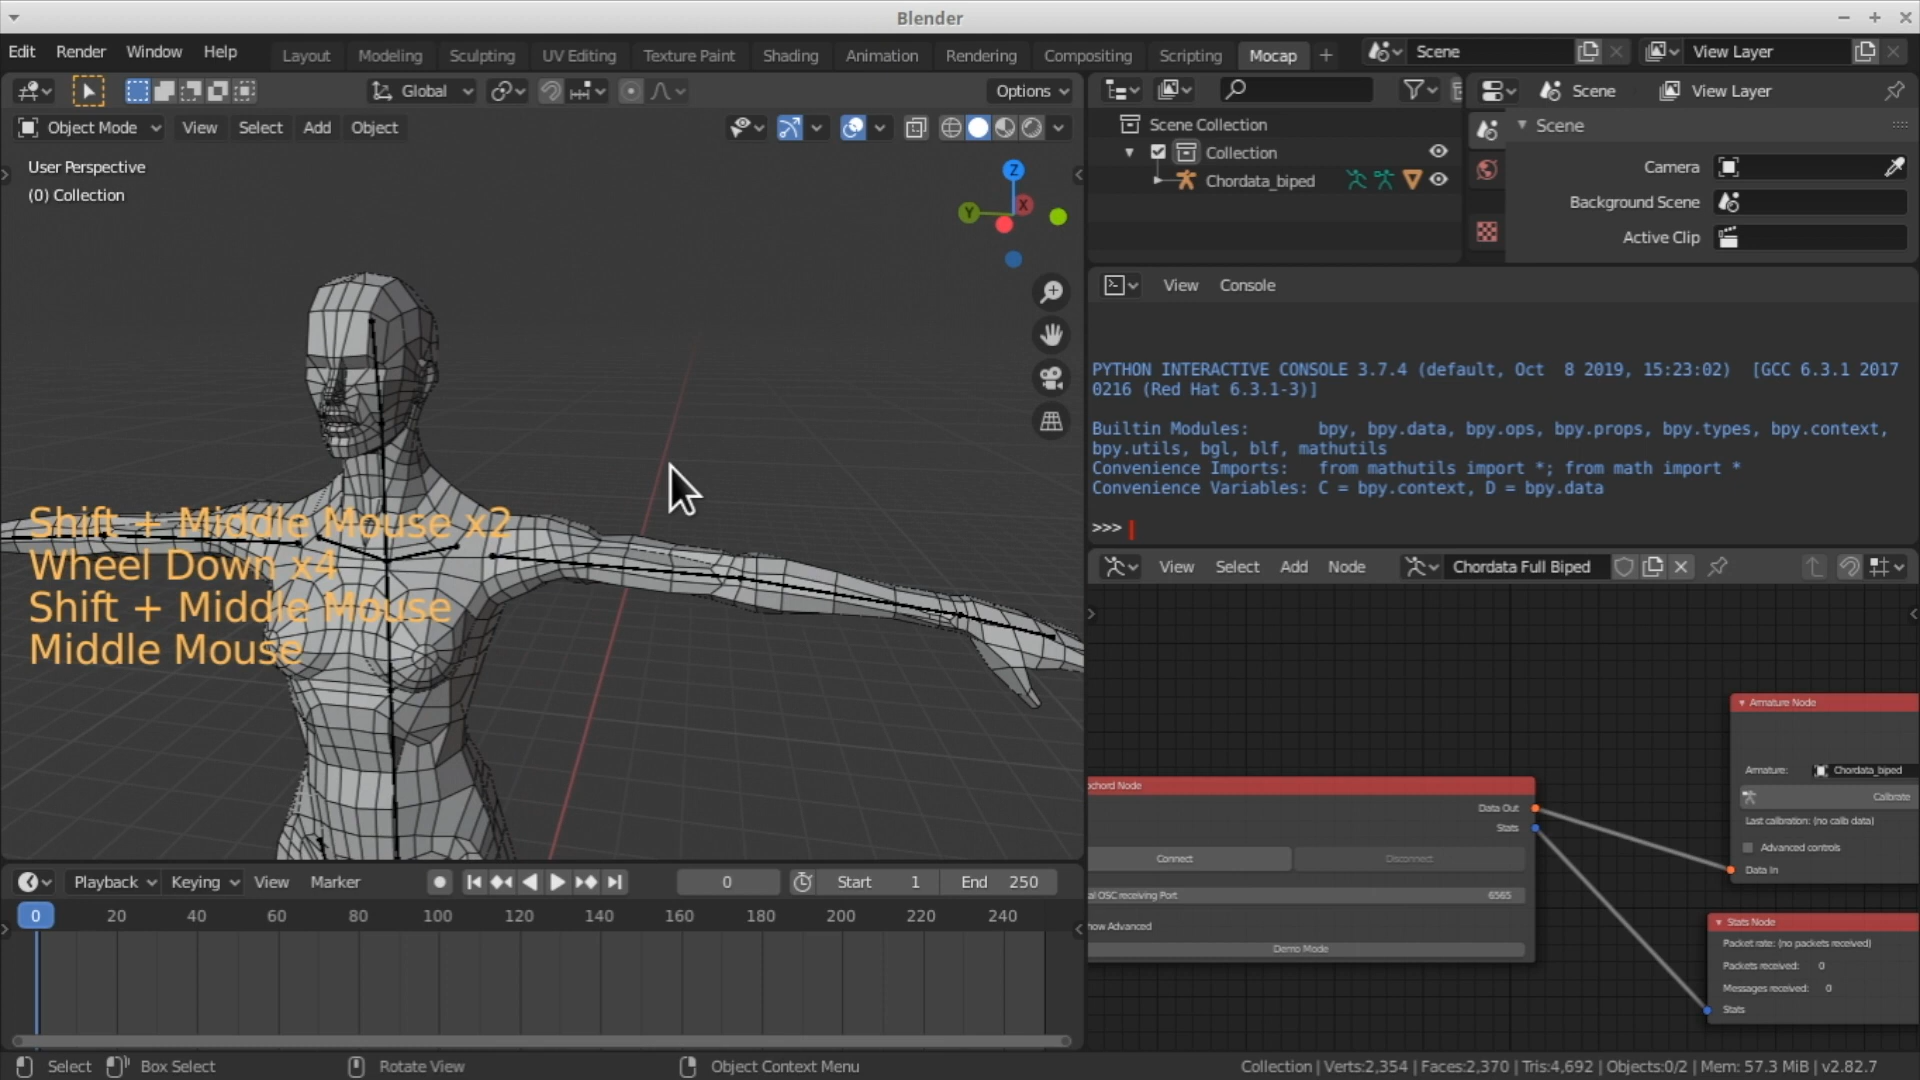 Blender
Edit Render Window Help
Layout Modeling Sculpting UV Editing Texture Paint Shading Animation Rendering Compositing Scripting Mocap +
Scene
View Layer
Global
Options
Object Mode View Select Add Object
User Perspective
(0) Collection
Z
Y
X
Shift + Middle Mouse x2
Wheel Down x4
Shift + Middle Mouse
Middle Mouse
Scene Collection
Collection
Chordata_biped
Scene View Layer
Scene
Camera
Background Scene
Active Clip
View Console
PYTHON INTERACTIVE CONSOLE 3.7.4 (default, Oct  8 2019, 15:23:02)  [GCC 6.3.1 2017
0216 (Red Hat 6.3.1-3)]
Builtin Modules:       bpy, bpy.data, bpy.ops, bpy.props, bpy.types, bpy.context,
bpy.utils, bgl, blf, mathutils
Convenience Imports:   from mathutils import *; from math import *
Convenience Variables: C = bpy.context, D = bpy.data
>>>
View Select Add Node Chordata Full Biped
ochord Node
Data Out
Stats
Connect Disconnect
al OSC receiving Port 6565
how Advanced
Demo Mode
Armature Node
Armature: Chordata_biped
Calibrate
Last calibration: (no calib data)
Advanced controls
Data In
Stats Node
Packet rate: (no packets received)
Packets received: 0
Messages received: 0
Stats
Playback Keying View Marker 0 Start 1 End 250
0 20 40 60 80 100 120 140 160 180 200 220 240
Select Box Select Rotate View Object Context Menu
Collection | Verts:2,354 | Faces:2,370 | Tris:4,692 | Objects:0/2 | Mem: 57.3 MiB | v2.82.7